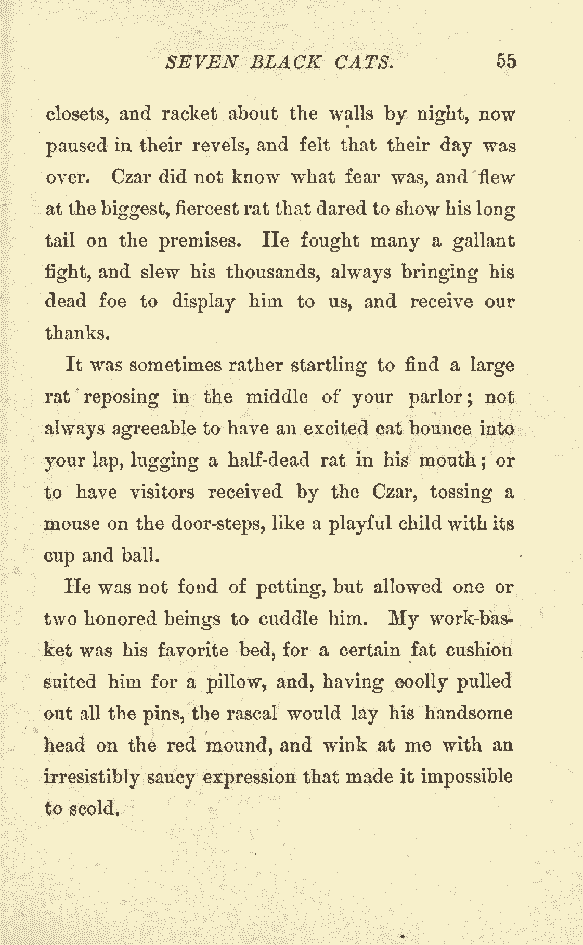 SEVEN BLACK CATS. 55
closets, and racket about the walls by night, now
paused in their revels, and felt that their day was
over. Czar did not know what fear was, and flew
at the biggest, fiercest rat that dared to show his long
tail on the premises. He fought many a gallant
fight, and slew his thousands, always bringing his
dead foe to display him to us, and receive our
thanks.
It was sometimes rather startling to find a large
rat reposing in the middle of your parlor; not
always agreeable to have an excited cat bounce into
your lap, lugging a half-dead rat in his mouth; or
to have visitors received by the Czar, tossing a
mouse on the door-steps, like a playful child with its
cup and ball.
He was not fond of petting, but allowed one or
two honored beings to cuddle him. My work-bas-
ket was his favorite bed, for a certain fat cushion
suited him for a pillow, and, having coolly pulled
out all the pins, the rascal would lay his handsome
head on the red mound, and wink at me with an
irresistibly saucy expression that made it impossible
to scold.